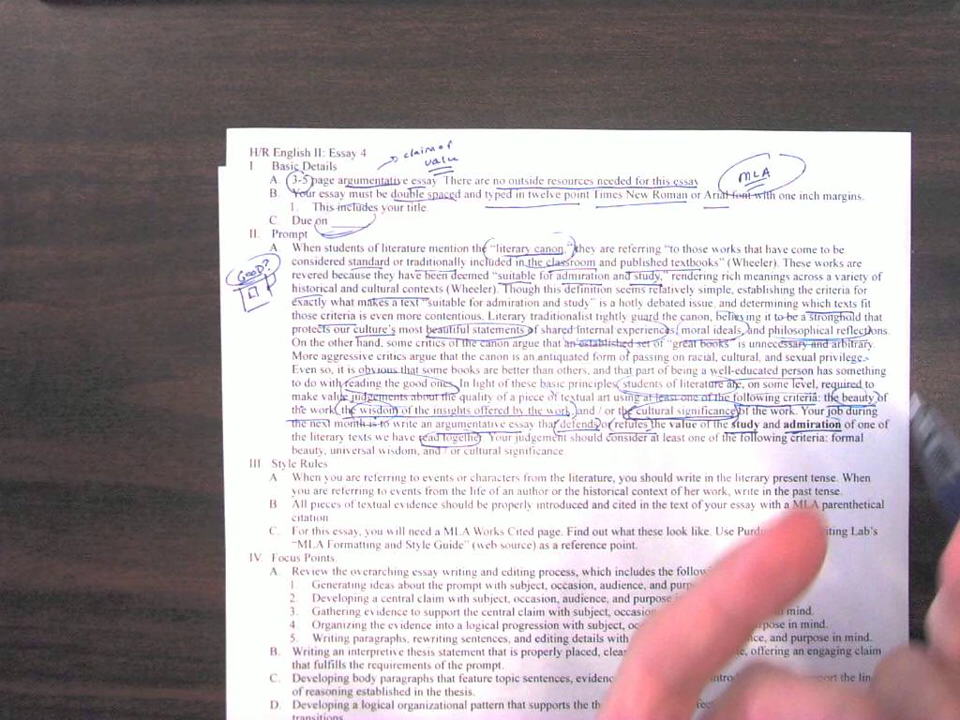 H/R English II: Essay 4
claim of
value
I Basic Details
A. 3-5 page argumentative essay. There are no outside resources needed for this essay
MLA
B. Your essay must be double spaced and typed in twelve point Times New Roman or Arial font with one inch margins.
1. This includes your title.
C. Due on
II. Prompt
A. When students of literature mention the "literary canon," they are referring "to those works that have come to be
considered standard or traditionally included in the classroom and published textbooks" (Wheeler). These works are
GOOD?
revered because they have been deemed "suitable for admiration and study," rendering rich meanings across a variety of
historical and cultural contexts (Wheeler). Though this definition seems relatively simple, establishing the criteria for
exactly what makes a text "suitable for admiration and study" is a hotly debated issue, and determining which texts fit
those criteria is even more contentious. Literary traditionalist tightly guard the canon, believing it to be a stronghold that
protects our culture's most beautiful statements of shared internal experiences, moral ideals, and philosophical reflections.
On the other hand, some critics of the canon argue that an established set of "great books" is unnecessary and arbitrary.
More aggressive critics argue that the canon is an antiquated form of passing on racial, cultural, and sexual privilege.
Even so, it is obvious that some books are better than others, and that part of being a well-educated person has something
to do with reading the good ones. In light of these basic principles, students of literature are, on some level, required to
make value judgements about the quality of a piece of textual art using at least one of the following criteria: the beauty of
the work, the wisdom of the insights offered by the work, and / or the cultural significance of the work. Your job during
the next month is to write an argumentative essay that defends or refutes the value of the study and admiration of one of
the literary texts we have read together. Your judgement should consider at least one of the following criteria: formal
beauty, universal wisdom, and / or cultural significance.
III Style Rules
A When you are referring to events or characters from the literature, you should write in the literary present tense. When
you are referring to events from the life of an author or the historical context of her work, write in the past tense.
B All pieces of textual evidence should be properly introduced and cited in the text of your essay with a MLA parenthetical
citation
C. For this essay, you will need a MLA Works Cited page. Find out what these look like. Use Purdu iting Lab's
"MLA Formatting and Style Guide" (web source) as a reference point.
IV. Focus Points
A. Review the overarching essay writing and editing process, which includes the follow
1. Generating ideas about the prompt with subject, occasion, audience, and purp
2. Developing a central claim with subject, occasion, audience, and purpose i
3. Gathering evidence to support the central claim with subject, occasio mind.
4 Organizing the evidence into a logical progression with subject, oc pose in mind.
5. Writing paragraphs, rewriting sentences, and editing details with ce, and purpose in mind.
B. Writing an interpretive thesis statement that is properly placed, clea , offering an engaging claim
that fulfills the requirements of the prompt.
C. Developing body paragraphs that feature topic sentences, evidenc intro port the lin
of reasoning established in the thesis.
D. Developing a logical organizational pattern that supports the th
transitions.